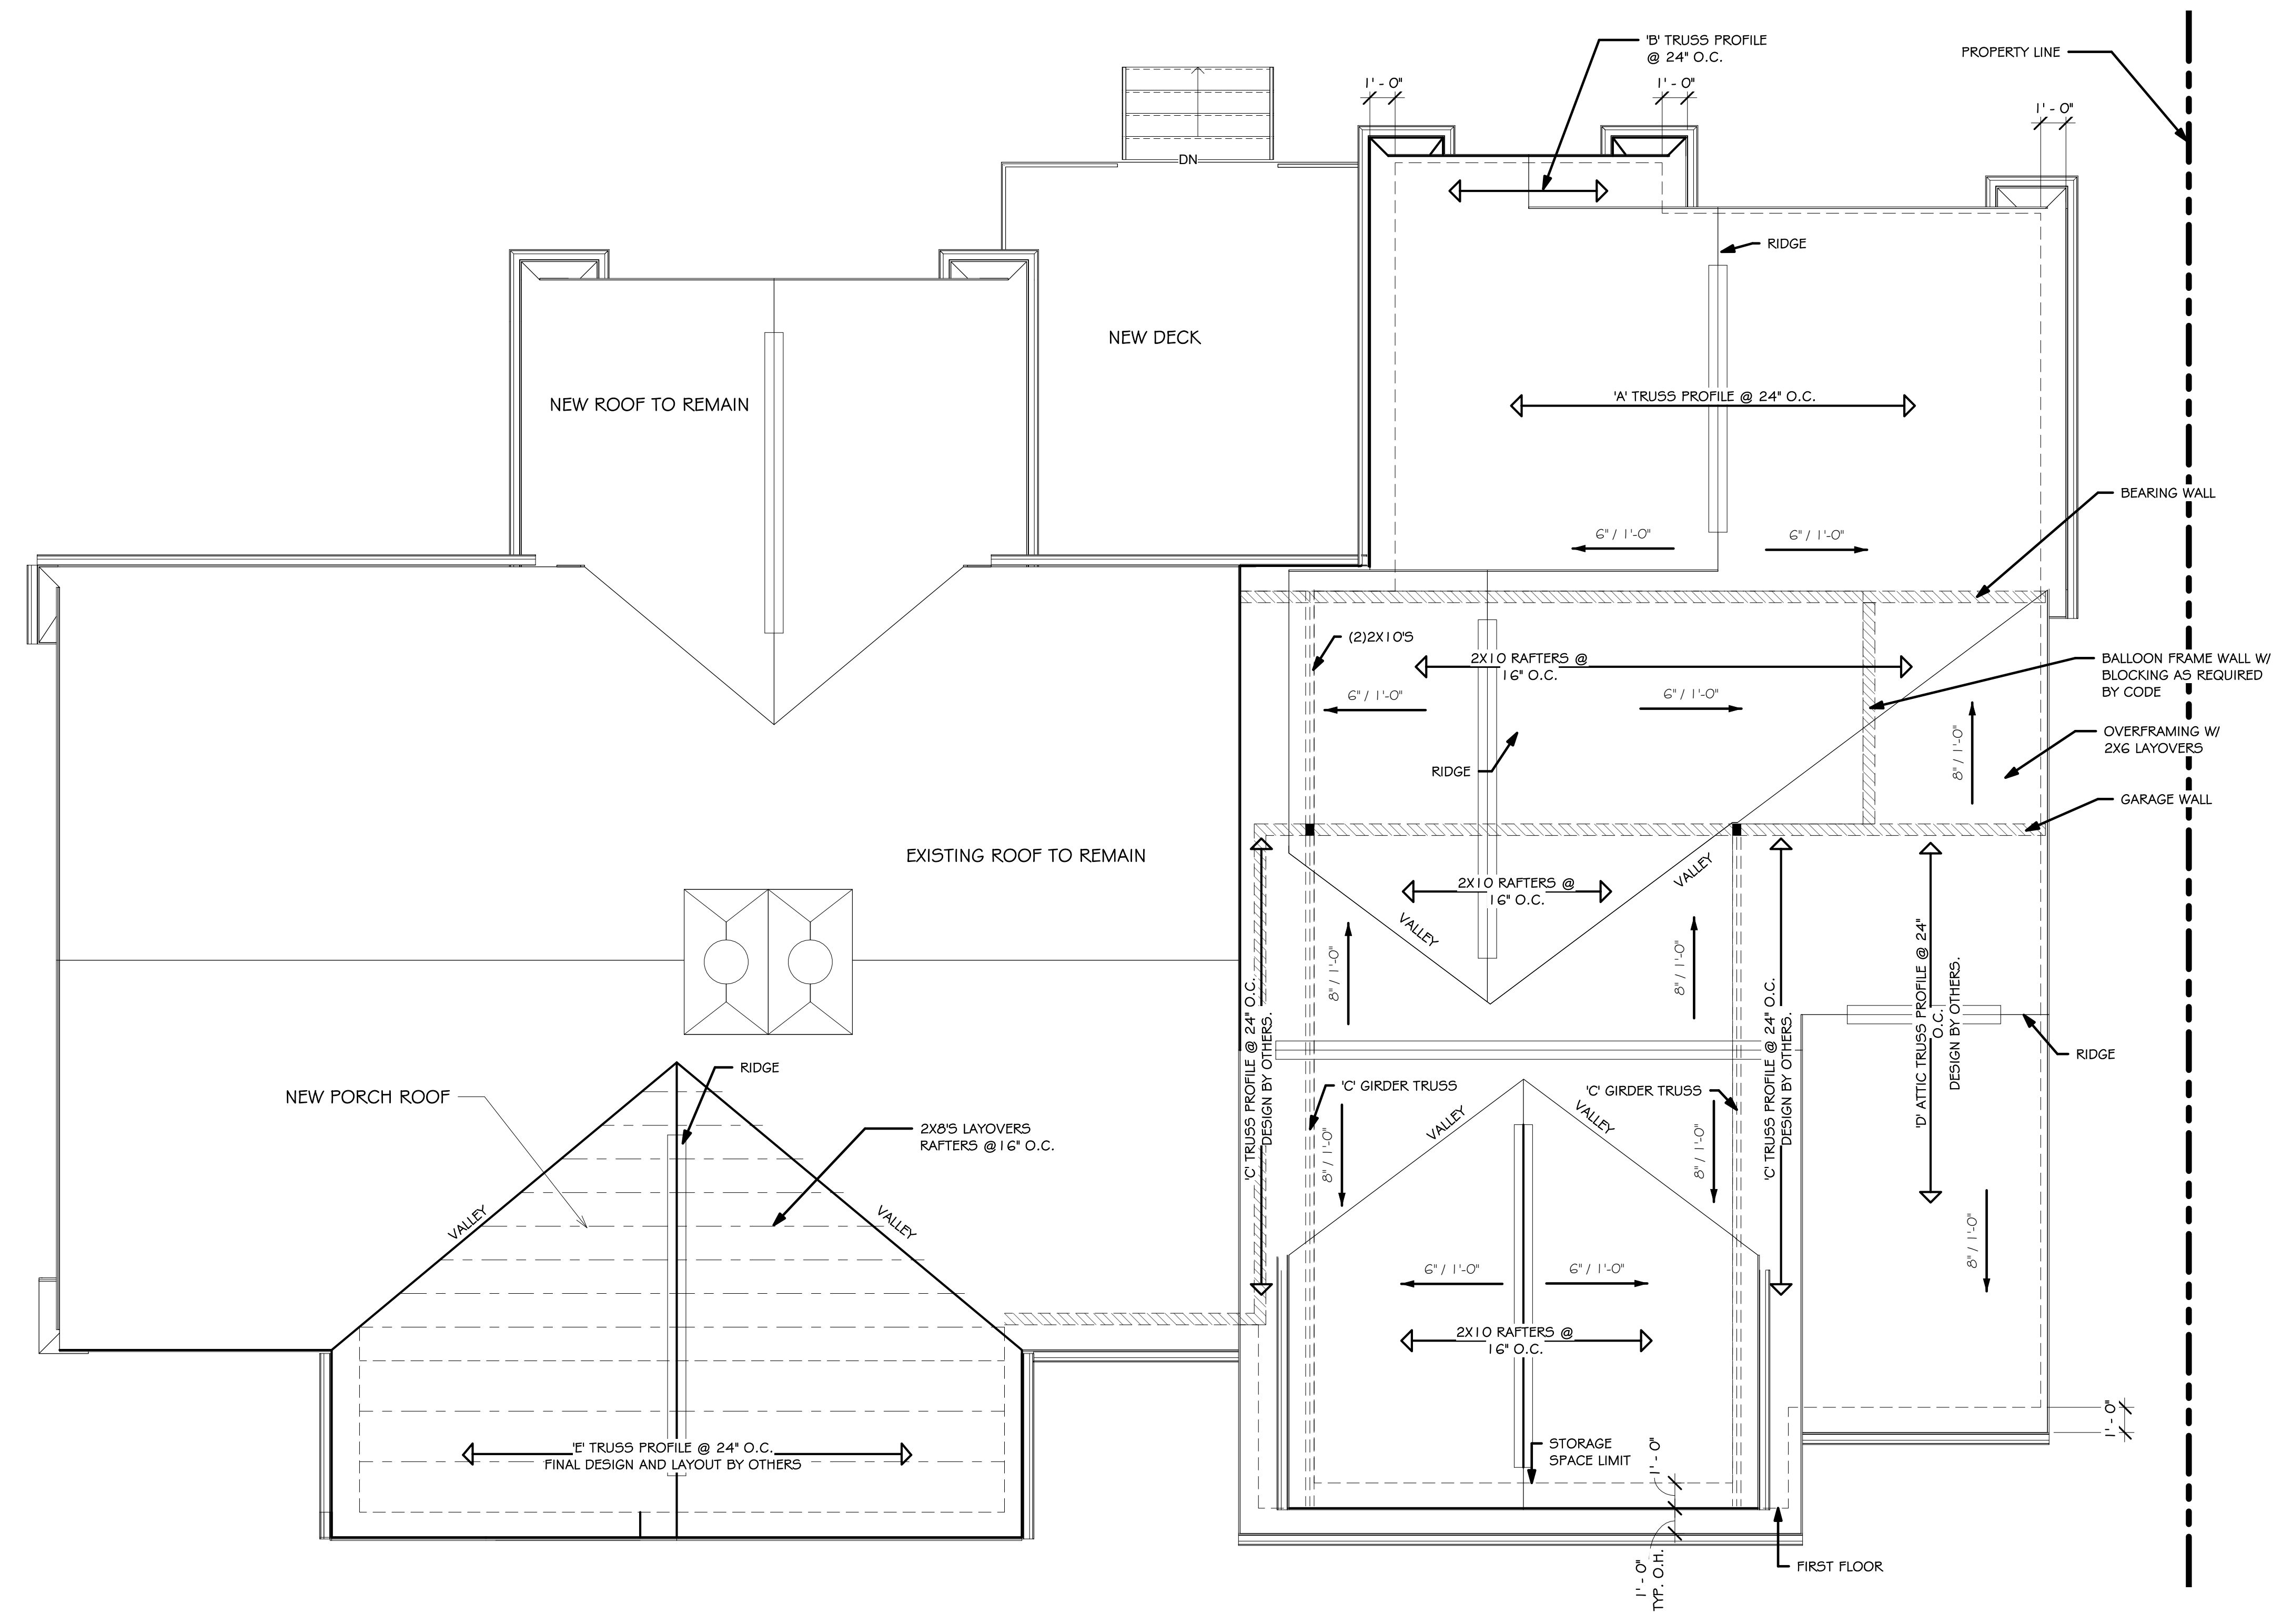 'B' TRUSS PROFILE
@ 24" O.C.
PROPERTY LINE
1' - 0"
1' - 0"
1' - 0"
DN
RIDGE
NEW DECK
NEW ROOF TO REMAIN
'A' TRUSS PROFILE @ 24" O.C.
BEARING WALL
6" / 1'-0"
6" / 1'-0"
(2)2X10'S
2X10 RAFTERS @
16" O.C.
BALLOON FRAME WALL W/
BLOCKING AS REQUIRED
BY CODE
6" / 1'-0"
6" / 1'-0"
8" / 1'-0"
OVERFRAMING W/
2X6 LAYOVERS
RIDGE
GARAGE WALL
EXISTING ROOF TO REMAIN
2X10 RAFTERS @
16" O.C.
VALLEY
VALLEY
8" / 1'-0"
8" / 1'-0"
'C' TRUSS PROFILE @ 24" O.C.
DESIGN BY OTHERS.
'C' TRUSS PROFILE @ 24" O.C.
DESIGN BY OTHERS.
'D' ATTIC TRUSS PROFILE @ 24"
O.C.
DESIGN BY OTHERS.
RIDGE
RIDGE
NEW PORCH ROOF
2X8'S LAYOVERS
RAFTERS @16" O.C.
'C' GIRDER TRUSS
'C' GIRDER TRUSS
VALLEY
VALLEY
8" / 1'-0"
8" / 1'-0"
8" / 1'-0"
VALLEY
VALLEY
6" / 1'-0"
6" / 1'-0"
2X10 RAFTERS @
16" O.C.
'E' TRUSS PROFILE @ 24" O.C.
FINAL DESIGN AND LAYOUT BY OTHERS
STORAGE
SPACE LIMIT
1' - 0"
1' - 0"
1' - 0"
TYP. O.H.
FIRST FLOOR